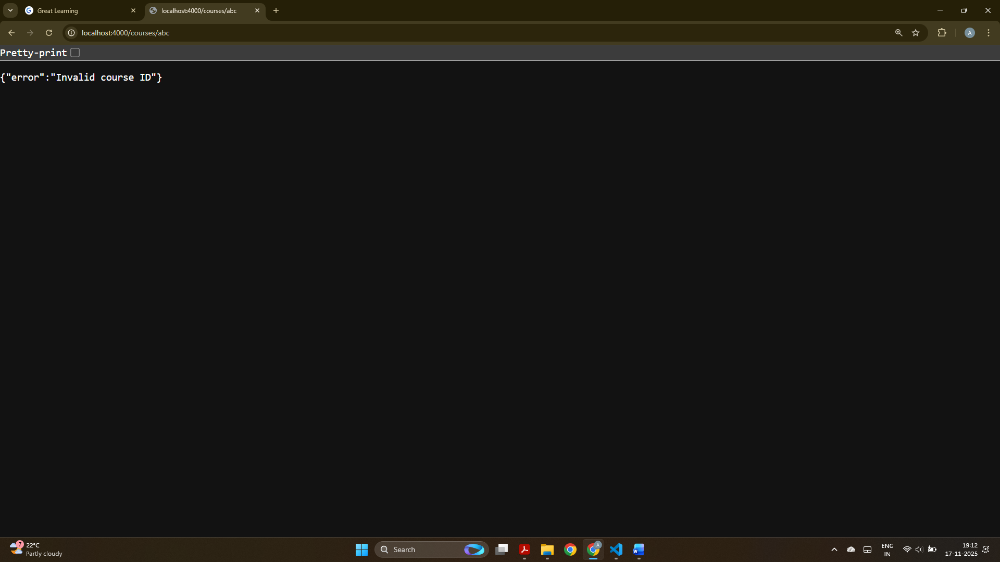 Great Learning
localhost:4000/courses/abc
localhost:4000/courses/abc
A
Pretty-print
{"error":"Invalid course ID"}
7
22°C
Partly cloudy
Search
A
W
ENG
IN
19:12
17-11-2025